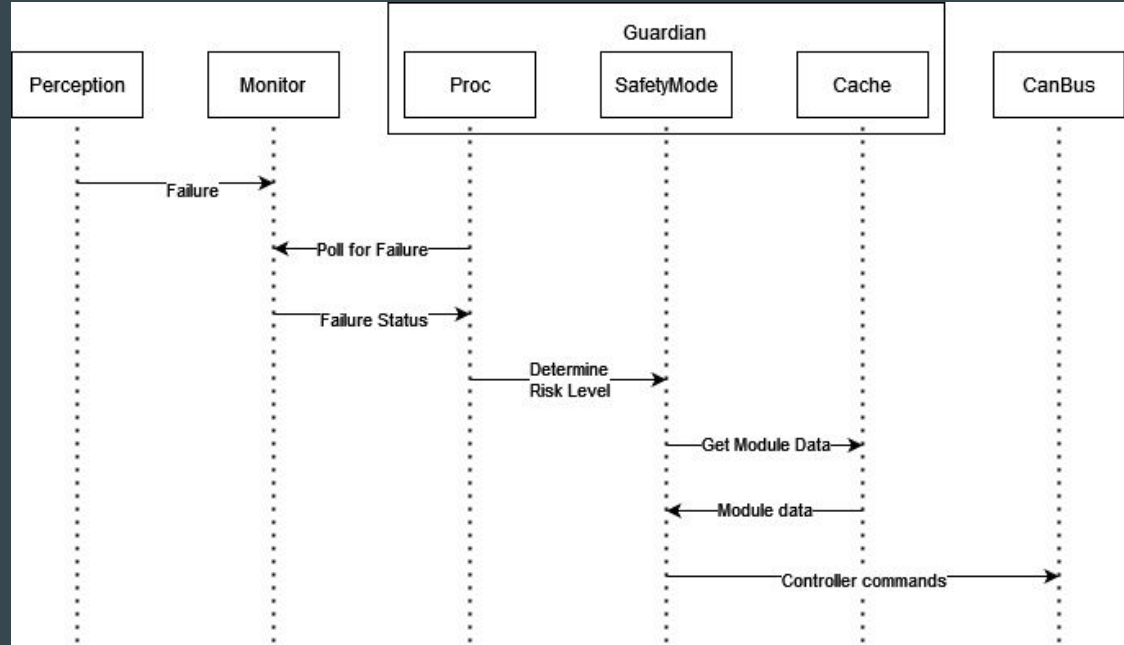 Guardian
Perception
Monitor
Proc
SafetyMode
Cache
CanBus
Failure
Poll for Failure
Failure Status
Determine
Risk Level
Get Module Data
Module data
Controller commands